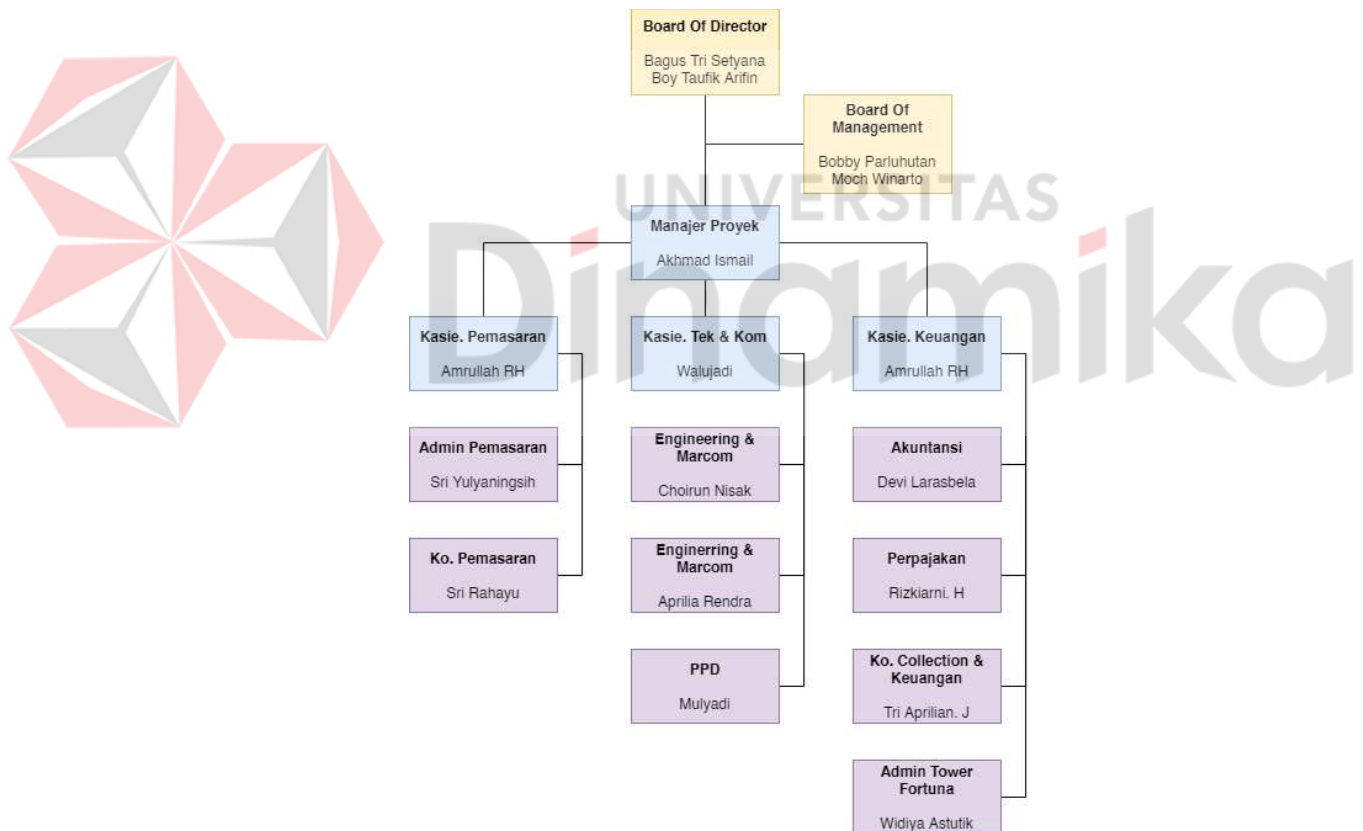 Board Of Director
Bagus Tri Setyana
Boy Taufik Arifin
Board Of
Management
Bobby Parluhutan
Moch Winarto
UNIVERSITAS
Dinamika
Manajer Proyek
Akhmad Ismail
Kasie. Pemasaran
Amrullah RH
Kasie. Tek & Kom
Walujadi
Kasie. Keuangan
Amrullah RH
Admin Pemasaran
Sri Yulyaningsih
Engineering &
Marcom
Choirun Nisak
Akuntansi
Devi Larasbela
Ko. Pemasaran
Sri Rahayu
Enginerring &
Marcom
Aprilia Rendra
Perpajakan
Rizkiarni. H
PPD
Mulyadi
Ko. Collection &
Keuangan
Tri Aprilian. J
Admin Tower
Fortuna
Widiya Astutik